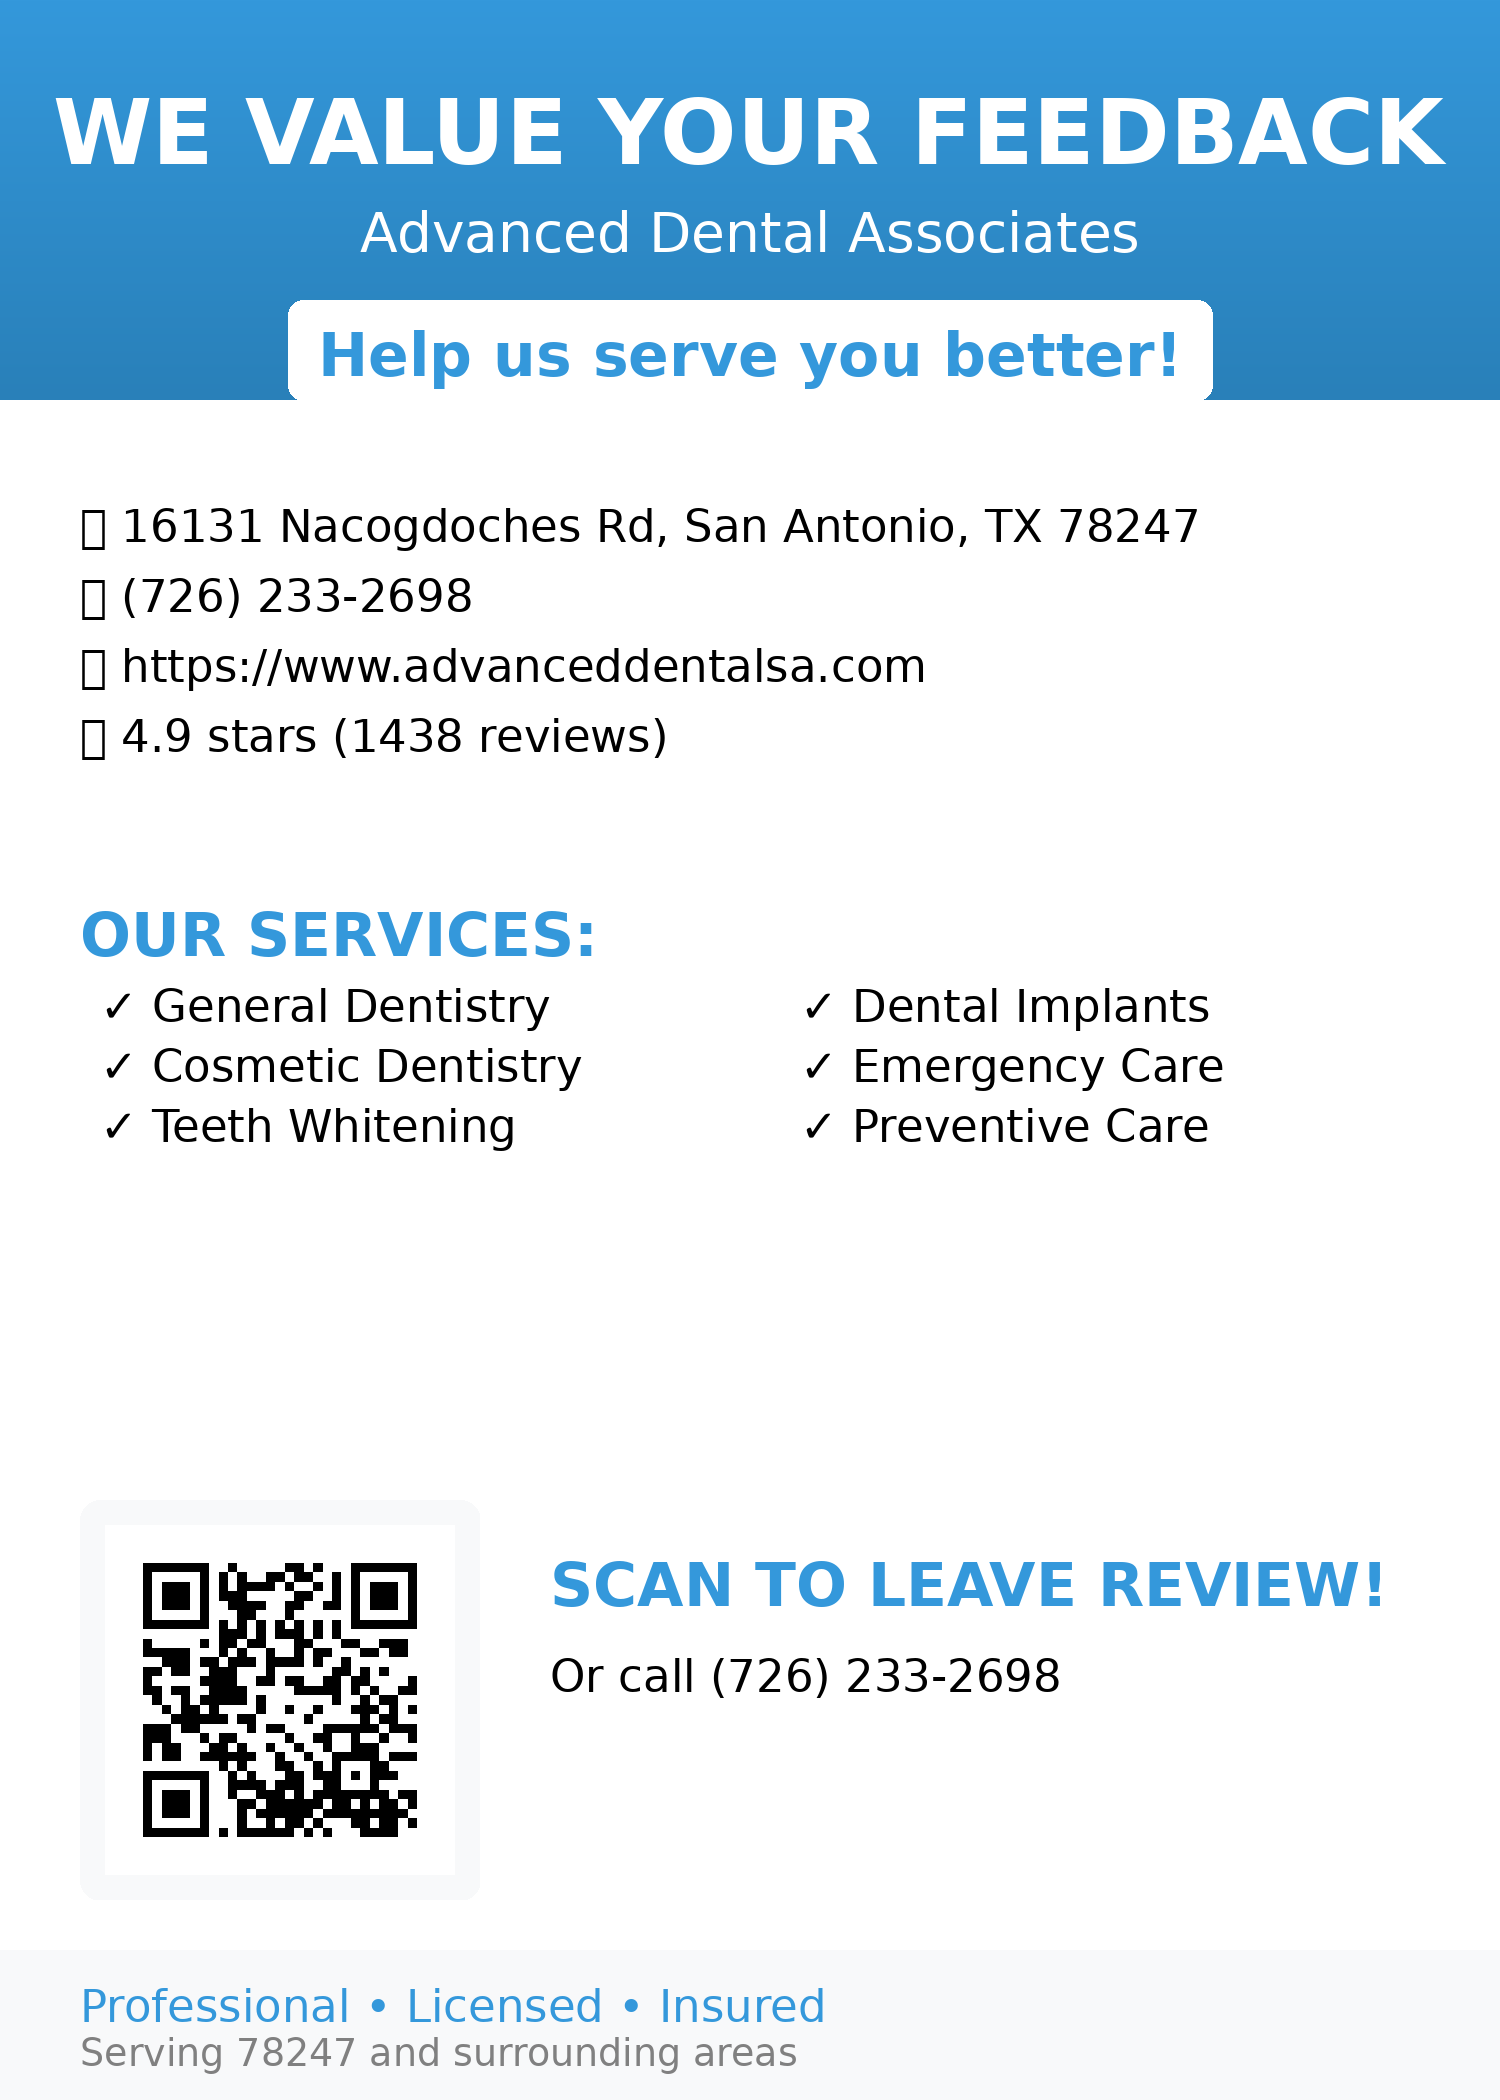 WE VALUE YOUR FEEDBACK
Advanced Dental Associates
Help us serve you better!
16131 Nacogdoches Rd, San Antonio, TX 78247
(726) 233-2698
https://www.advanceddentalsa.com
4.9 stars (1438 reviews)
OUR SERVICES:
✓ General Dentistry
✓ Cosmetic Dentistry
✓ Teeth Whitening
✓ Dental Implants
✓ Emergency Care
✓ Preventive Care
SCAN TO LEAVE REVIEW!
Or call (726) 233-2698
Professional • Licensed • Insured
Serving 78247 and surrounding areas